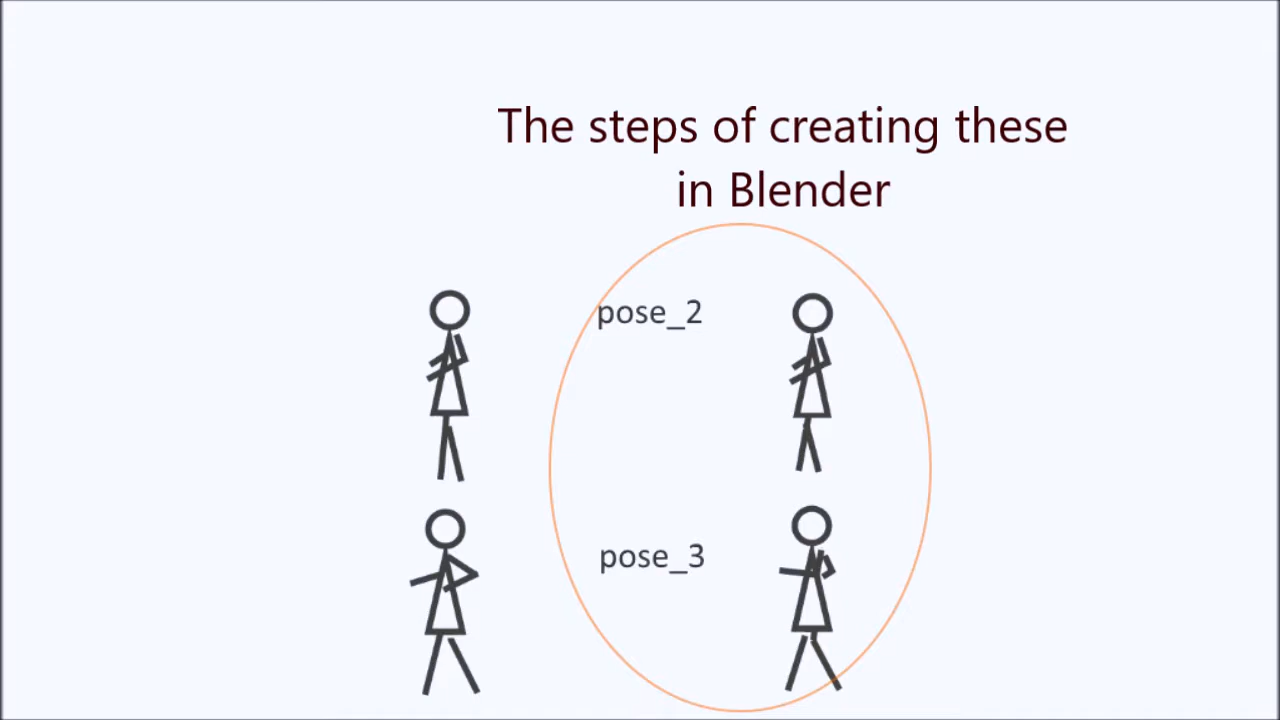 The steps of creating these
in Blender
pose_2
pose_3